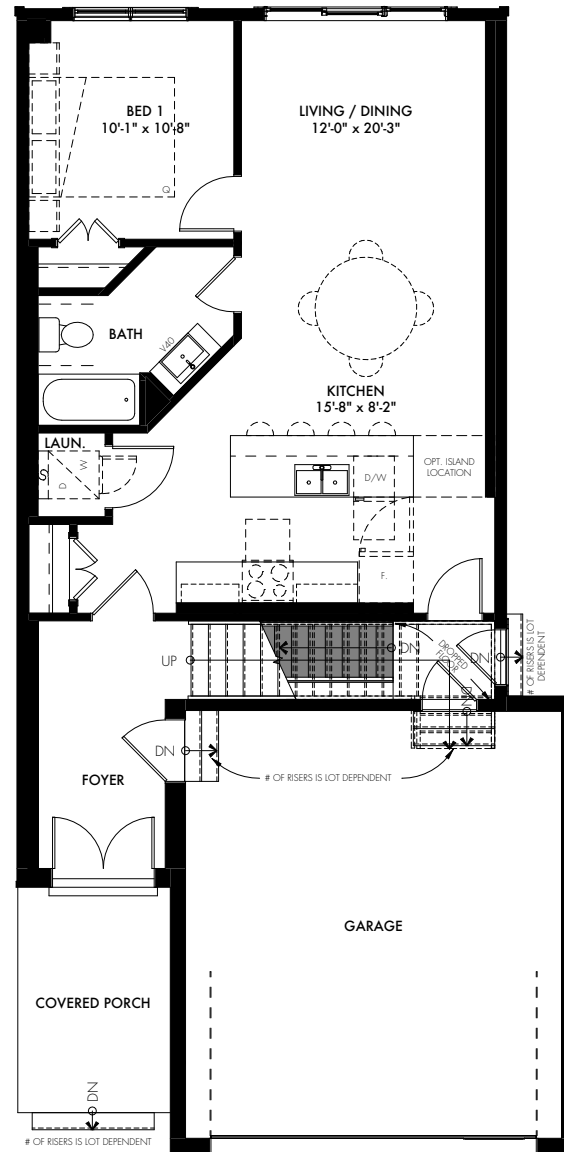 BED 1
10'-1" x 10'-8"
LIVING / DINING
12'-0" x 20'-3"
Q
BATH
V40
KITCHEN
15'-8" x 8'-2"
LAUN.
W
D
S
OPT. ISLAND
LOCATION
D/W
F.
UP
DN
DROPPED
FLOOR
DN
# OF RISERS IS LOT
DEPENDENT
DN
DN
# OF RISERS IS LOT DEPENDENT
FOYER
GARAGE
COVERED PORCH
DN
# OF RISERS IS LOT DEPENDENT